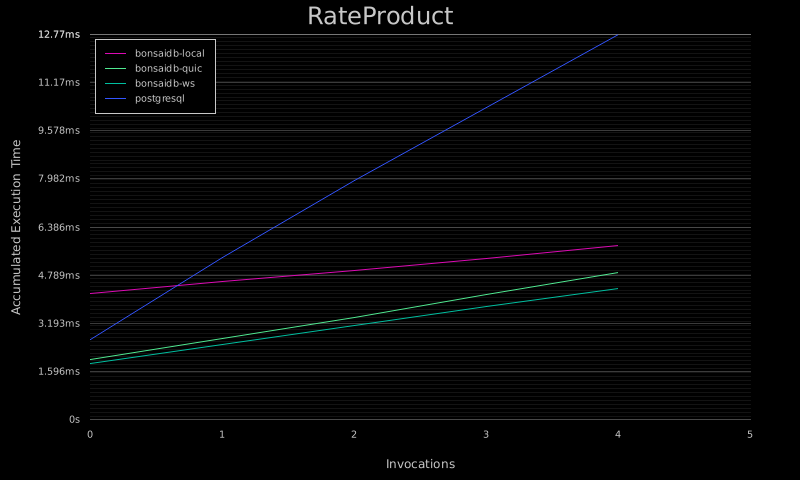 RateProduct
12.77ms
11.17ms
9.578ms
7.982ms
6.386ms
4.789ms
3.193ms
1.596ms
0s
bonsaidb-local
bonsaidb-quic
bonsaidb-ws
postgresql
Accumulated Execution Time
0 1 2 3 4 5
Invocations